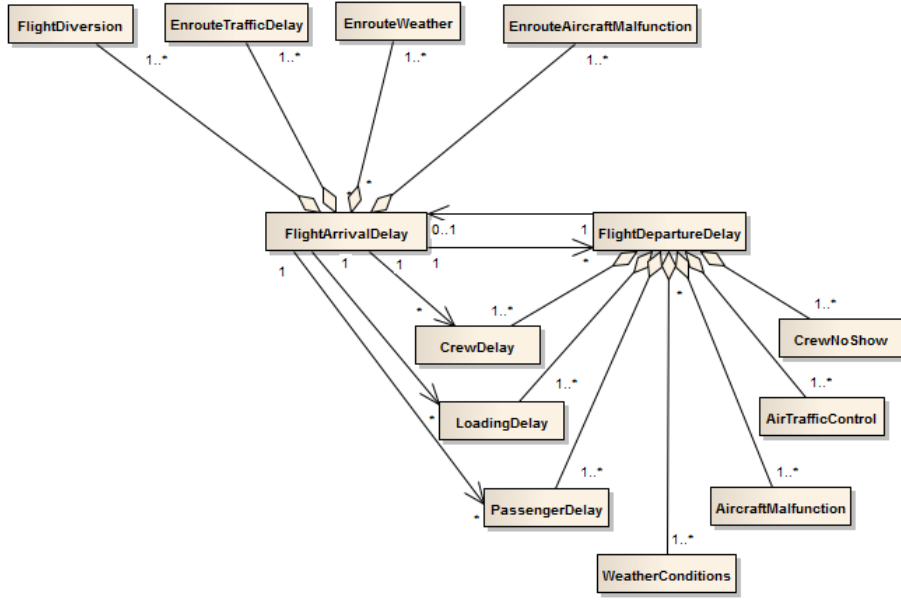 FlightDiversion
EnrouteTrafficDelay
EnrouteWeather
EnrouteAircraftMalfunction
1..*
1..*
1..*
1..*
*
*
FlightArrivalDelay
0..1
1
FlightDepartureDelay
1
1
1
1
*
*
1..*
1..*
*
CrewDelay
CrewNoShow
1..*
1..*
*
LoadingDelay
AirTrafficControl
1..*
1..*
*
PassengerDelay
AircraftMalfunction
1..*
WeatherConditions